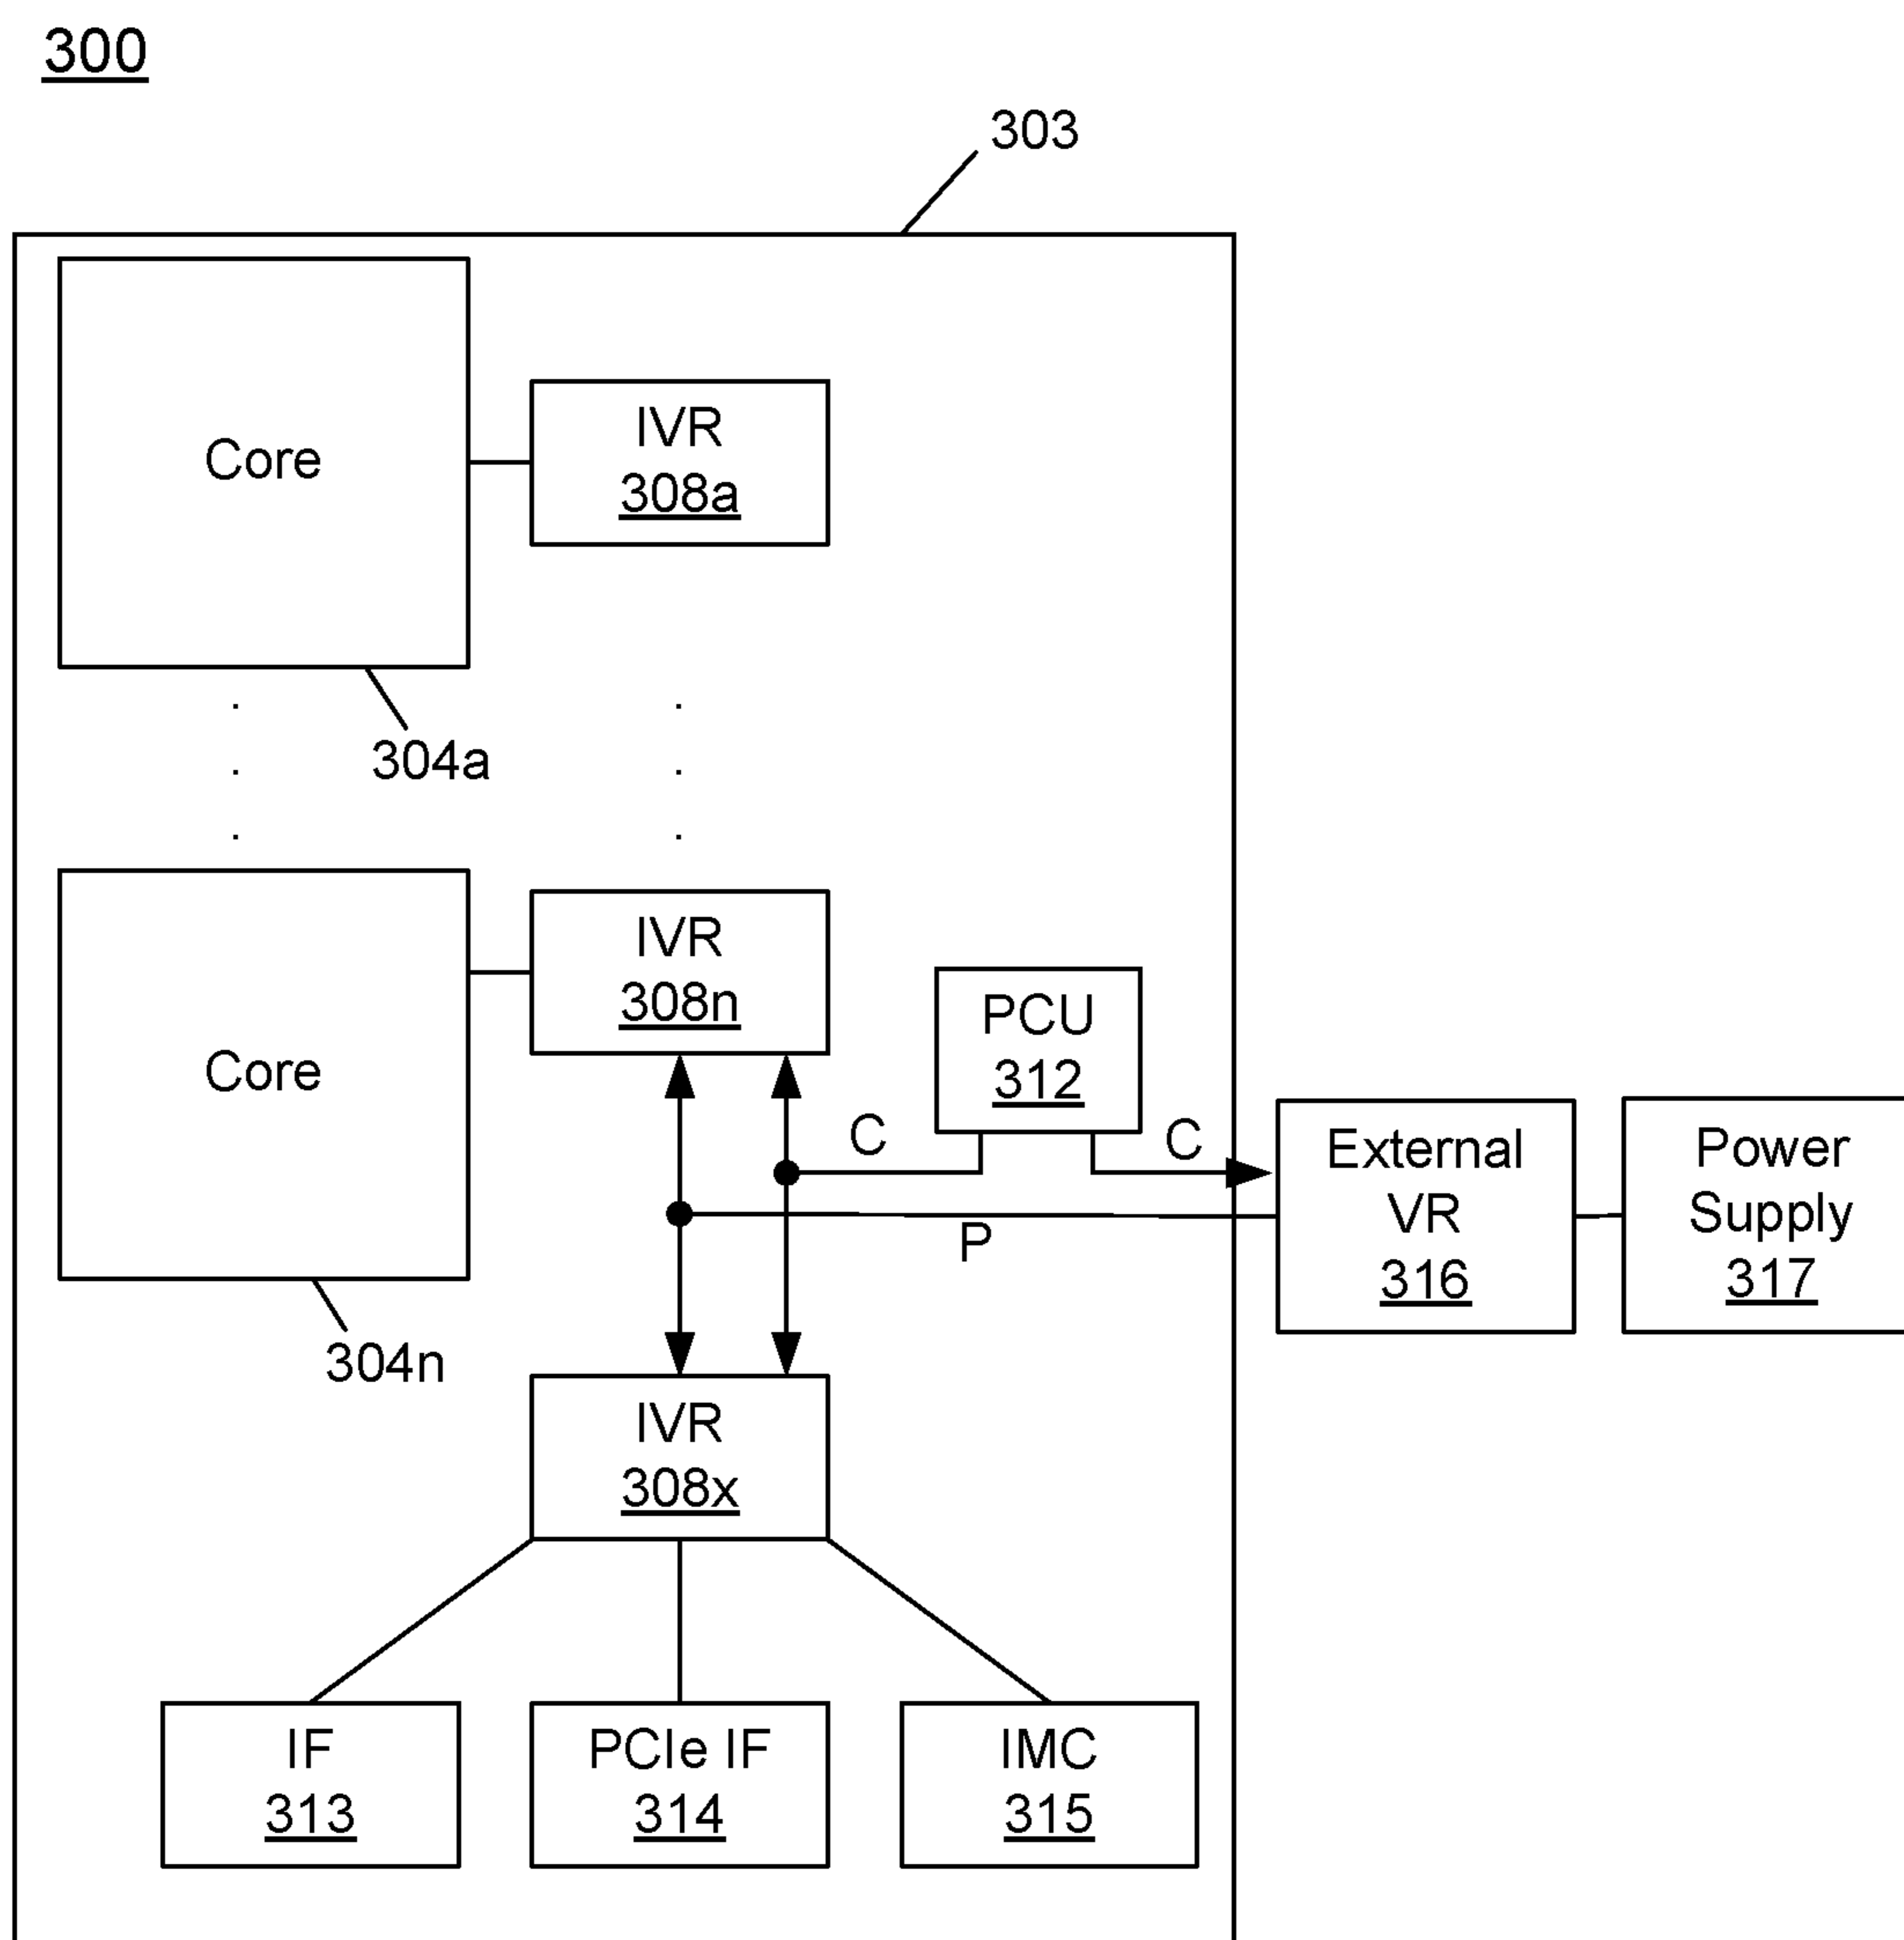 300
303
Core
IVR
308a
304a
Core
IVR
308n
PCU
312
C
C
P
External
VR
316
Power
Supply
317
304n
IVR
308x
IF
313
PCIe IF
314
IMC
315